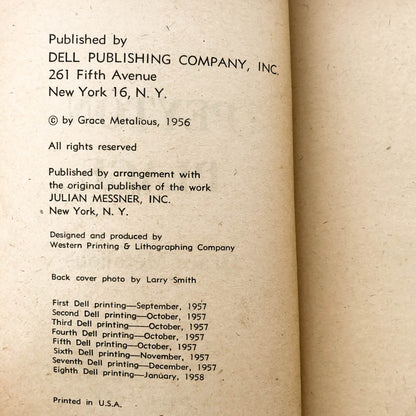 Published by
DELL PUBLISHING COMPANY, INC.
261 Fifth Avenue
New York 16, N. Y.
© by Grace Metalious, 1956
All rights reserved
Published by arrangement with
the original publisher of the work
JULIAN MESSNER, INC.
New York, N. Y.
Designed and produced by
Western Printing & Lithographing Company
Back cover photo by Larry Smith
First Dell printing—September, 1957
Second Dell printing—October, 1957
Third Dell printing—October, 1957
Fourth Dell printing—October, 1957
Fifth Dell printing—October, 1957
Sixth Dell printing—November, 1957
Seventh Dell printing—December, 1957
Eighth Dell printing—January, 1958
Printed in U.S.A.